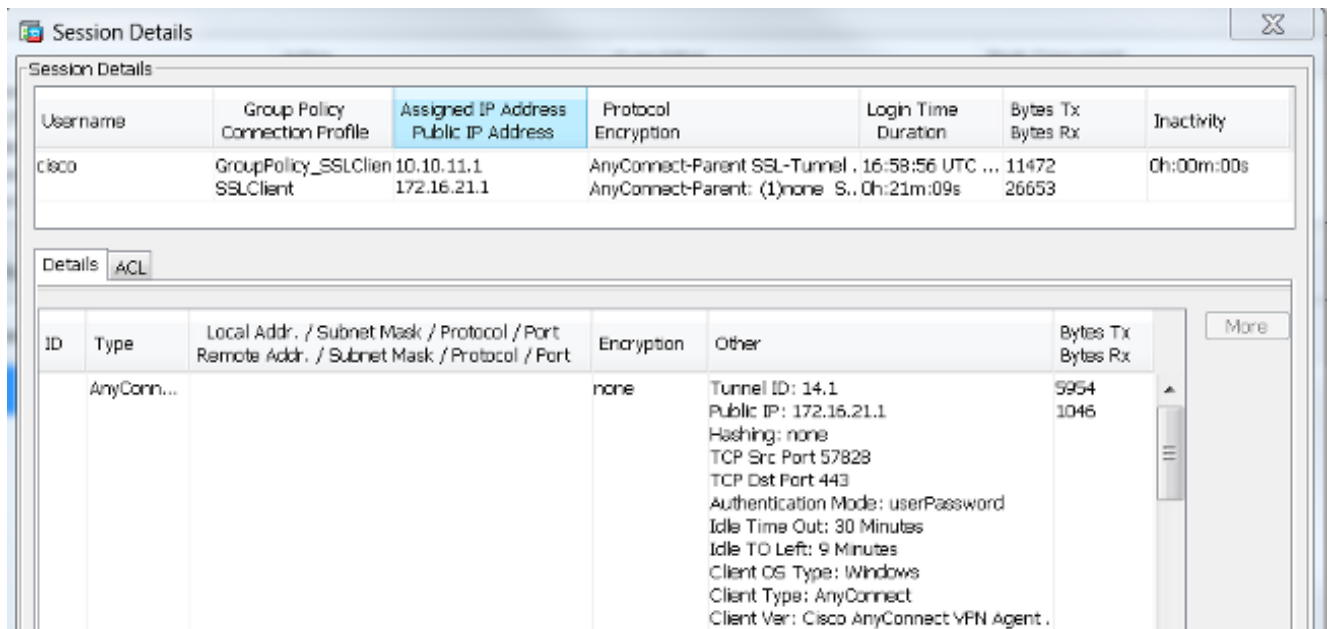 Session Details
Session Details
Username
Group Policy
Connection Profile
Assigned IP Address
Public IP Address
Protocol
Encryption
Login Time
Duration
Bytes Tx
Bytes Rx
Inactivity
cisco
GroupPolicy_SSLClien
SSLClient
10.10.11.1
172.16.21.1
AnyConnect-Parent SSL-Tunnel .
AnyConnect-Parent: (1)none S..
16:58:56 UTC ...
0h:21m:09s
11472
26653
0h:00m:00s
Details
ACL
ID
Type
Local Addr. / Subnet Mask / Protocol / Port
Remote Addr. / Subnet Mask / Protocol / Port
Encryption
Other
Bytes Tx
Bytes Rx
More
AnyConn...
none
Tunnel ID: 14.1
Public IP: 172.16.21.1
Hashing: none
TCP Src Port 57828
TCP Dst Port 443
Authentication Mode: userPassword
Idle Time Out: 30 Minutes
Idle TO Left: 9 Minutes
Client OS Type: Windows
Client Type: AnyConnect
Client Ver: Cisco AnyConnect VPN Agent .
5954
1046